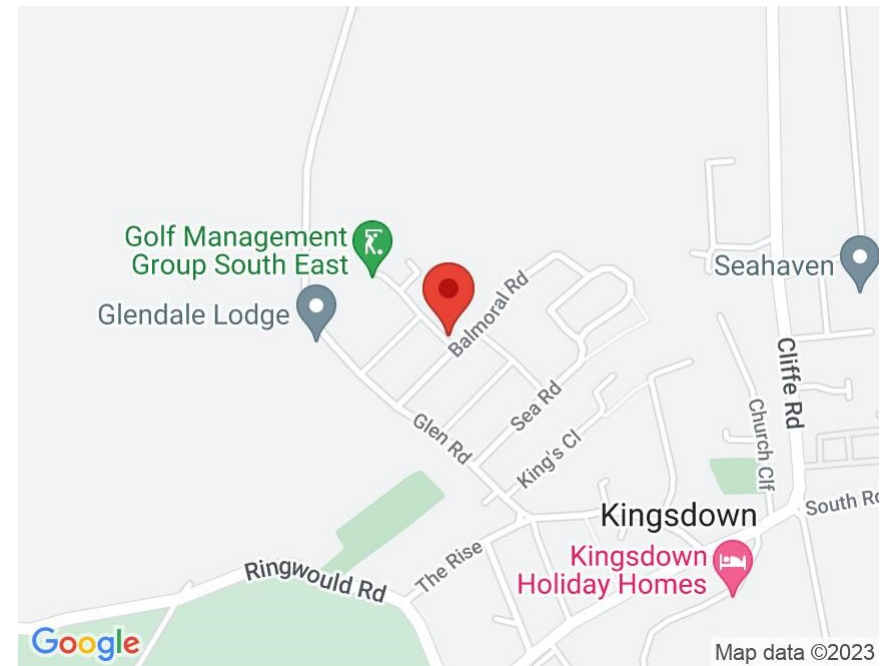 Golf Management
Group South East
Glendale Lodge
Balmoral Rd
Seahaven
Cliffe Rd
Church Clf
Sea Rd
Glen Rd
King's Cl
South Rd
Kingsdown
Kingsdown
Holiday Homes
The Rise
Ringwould Rd
Google
Map data ©2023